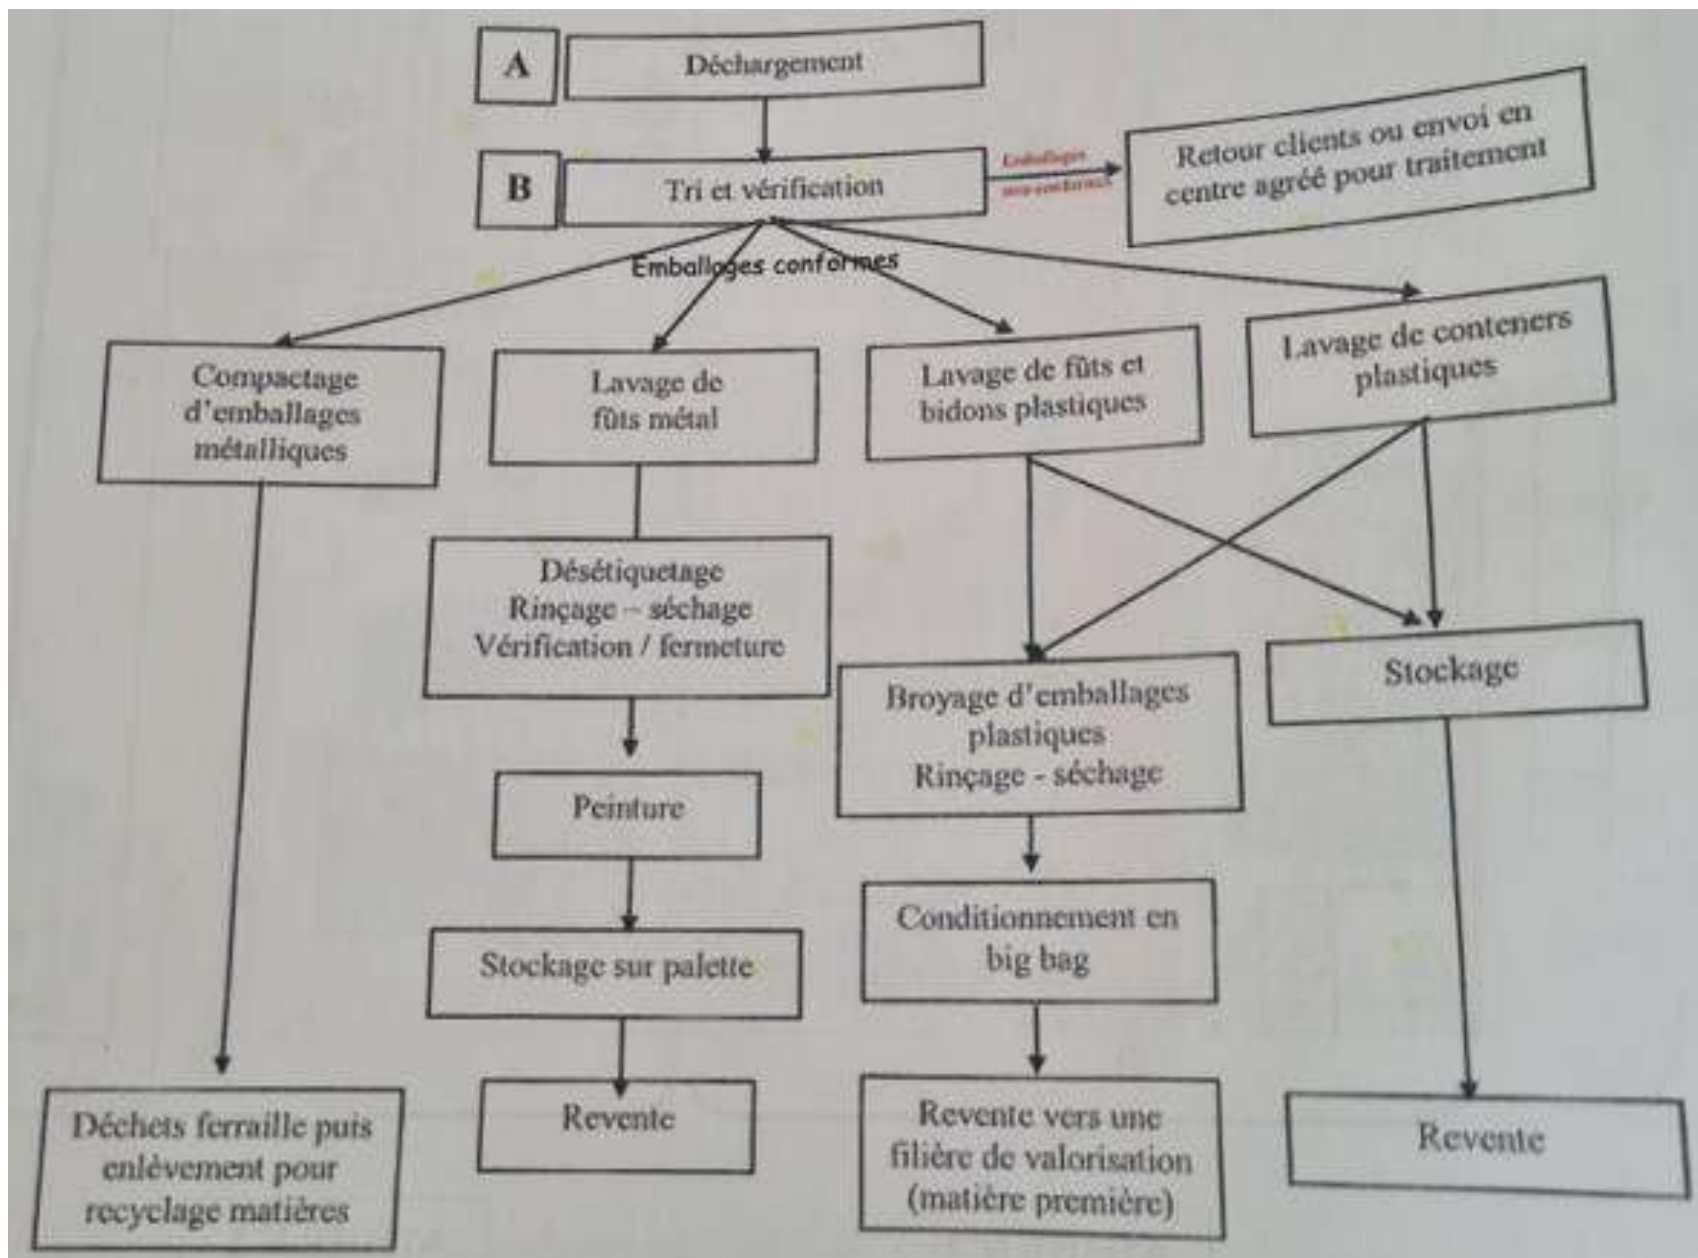 A
Déchargement
B
Tri et vérification
Emballages
non-conformes
Retour clients ou envoi en
centre agréé pour traitement
Emballages conformes
Compactage
d'emballages
métalliques
Lavage de
fûts métal
Lavage de fûts et
bidons plastiques
Lavage de conteners
plastiques
Désétiquetage
Rinçage – séchage
Vérification / fermeture
Broyage d'emballages
plastiques
Rinçage - séchage
Stockage
Peinture
Conditionnement en
big bag
Stockage sur palette
Déchets ferraille puis
enlèvement pour
recyclage matières
Revente
Revente vers une
filière de valorisation
(matière première)
Revente